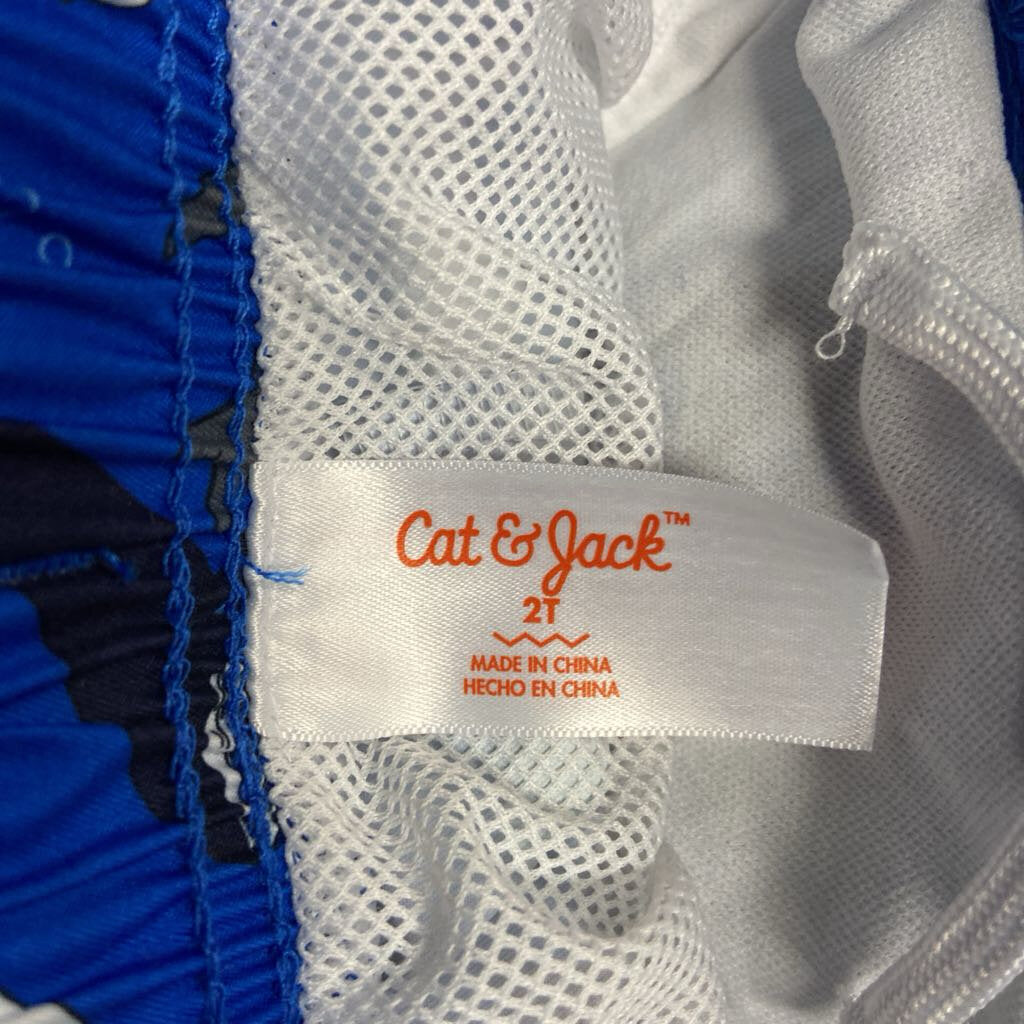 Cat & Jack™
2T
MADE IN CHINA
HECHO EN CHINA